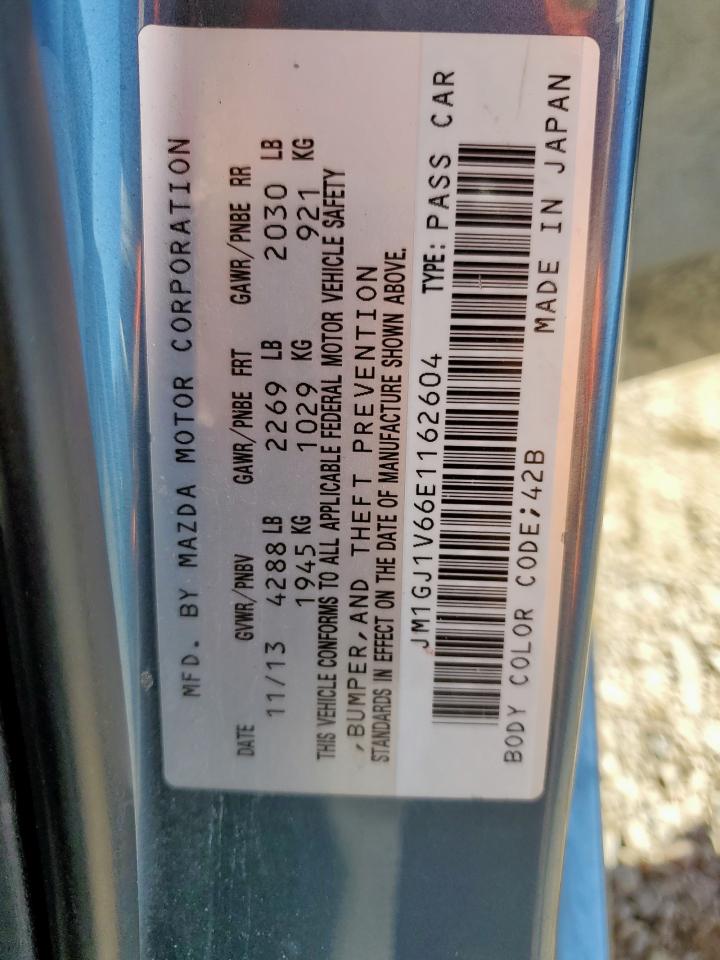 MFD. BY MAZDA MOTOR CORPORATION
DATE GVWR/PNBV GAWR/PNBE FRT GAWR/PNBE RR
11/13 4288 LB 2269 LB 2030 LB
1945 KG 1029 KG 921 KG
THIS VEHICLE CONFORMS TO ALL APPLICABLE FEDERAL MOTOR VEHICLE SAFETY
,BUMPER,AND THEFT PREVENTION
STANDARDS IN EFFECT ON THE DATE OF MANUFACTURE SHOWN ABOVE.
JM1GJ1V66E1162604 TYPE: PASS CAR
BODY COLOR CODE;42B MADE IN JAPAN